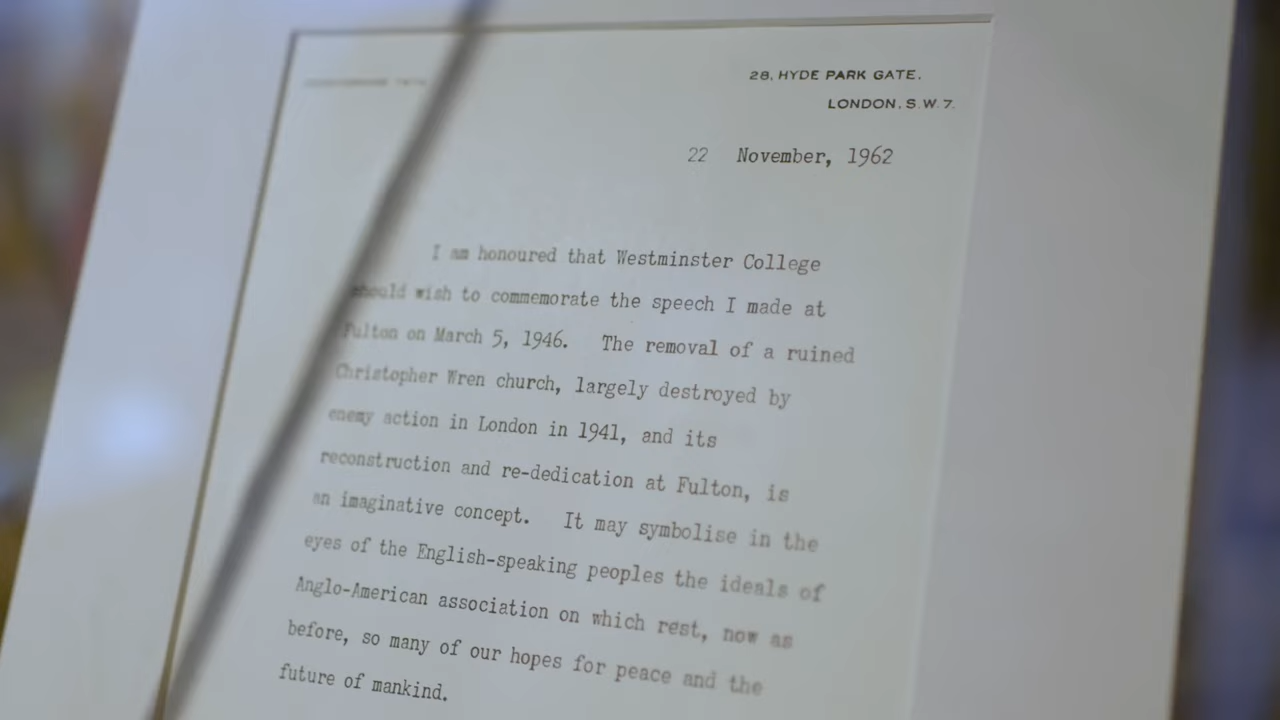 28, HYDE PARK GATE,
LONDON. S.W.7.
22 November, 1962
I am honoured that Westminster College
should wish to commemorate the speech I made at
Fulton on March 5, 1946. The removal of a ruined
Christopher Wren church, largely destroyed by
enemy action in London in 1941, and its
reconstruction and re-dedication at Fulton, is
an imaginative concept. It may symbolise in the
eyes of the English-speaking peoples the ideals of
Anglo-American association on which rest, now as
before, so many of our hopes for peace and the
future of mankind.